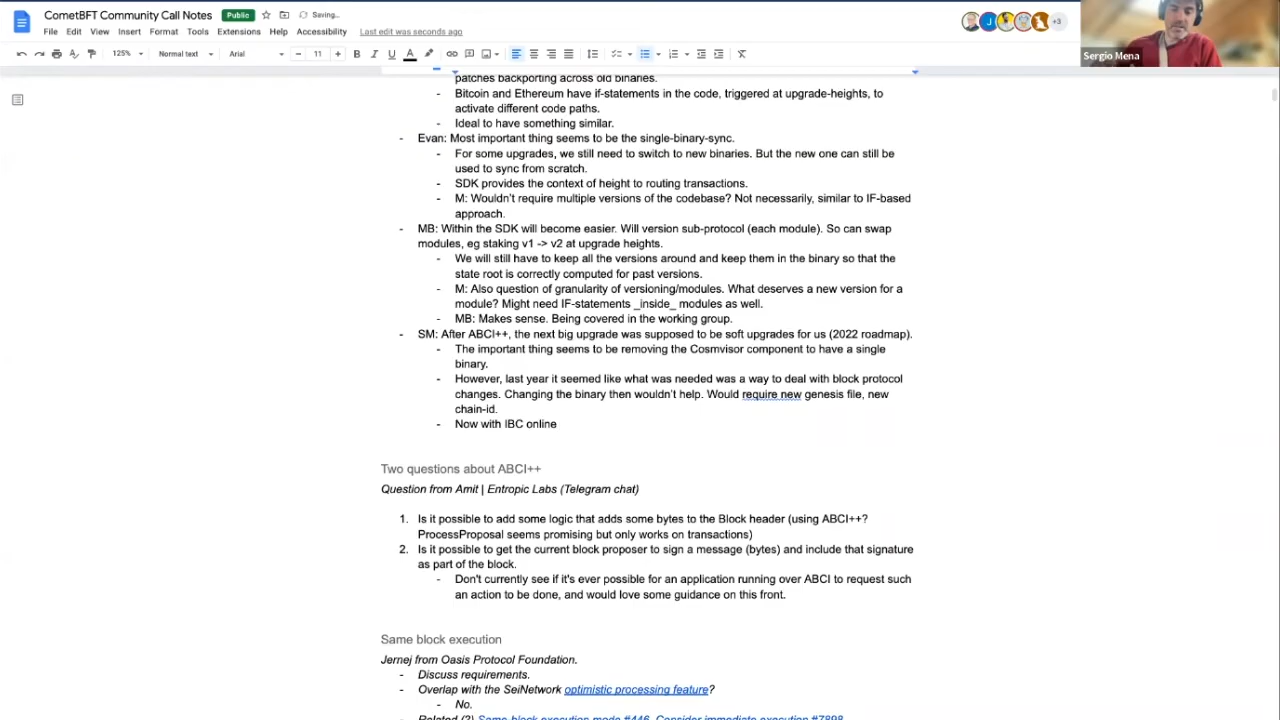 CometBFT Community Call Notes Public Saving...
File Edit View Insert Format Tools Extensions Help Accessibility Last edit was seconds ago
J +3
Sergio Mena
125% Normal text Arial 11
patches backporting across old binaries.
- Bitcoin and Ethereum have if-statements in the code, triggered at upgrade-heights, to
activate different code paths.
- Ideal to have something similar.
- Evan: Most important thing seems to be the single-binary-sync.
- For some upgrades, we still need to switch to new binaries. But the new one can still be
used to sync from scratch.
- SDK provides the context of height to routing transactions.
- M: Wouldn't require multiple versions of the codebase? Not necessarily, similar to IF-based
approach.
- MB: Within the SDK will become easier. Will version sub-protocol (each module). So can swap
modules, eg staking v1 -> v2 at upgrade heights.
- We will still have to keep all the versions around and keep them in the binary so that the
state root is correctly computed for past versions.
- M: Also question of granularity of versioning/modules. What deserves a new version for a
module? Might need IF-statements _inside_ modules as well.
- MB: Makes sense. Being covered in the working group.
- SM: After ABCI++, the next big upgrade was supposed to be soft upgrades for us (2022 roadmap).
- The important thing seems to be removing the Cosmvisor component to have a single
binary.
- However, last year it seemed like what was needed was a way to deal with block protocol
changes. Changing the binary then wouldn't help. Would require new genesis file, new
chain-id.
- Now with IBC online
Two questions about ABCI++
Question from Amit | Entropic Labs (Telegram chat)
1. Is it possible to add some logic that adds some bytes to the Block header (using ABCI++?
ProcessProposal seems promising but only works on transactions)
2. Is it possible to get the current block proposer to sign a message (bytes) and include that signature
as part of the block.
- Don't currently see if it's ever possible for an application running over ABCI to request such
an action to be done, and would love some guidance on this front.
Same block execution
Jernej from Oasis Protocol Foundation.
- Discuss requirements.
- Overlap with the SeiNetwork optimistic processing feature?
- No.
- Related (?) Same-block execution mode #446, Consider immediate execution #7898